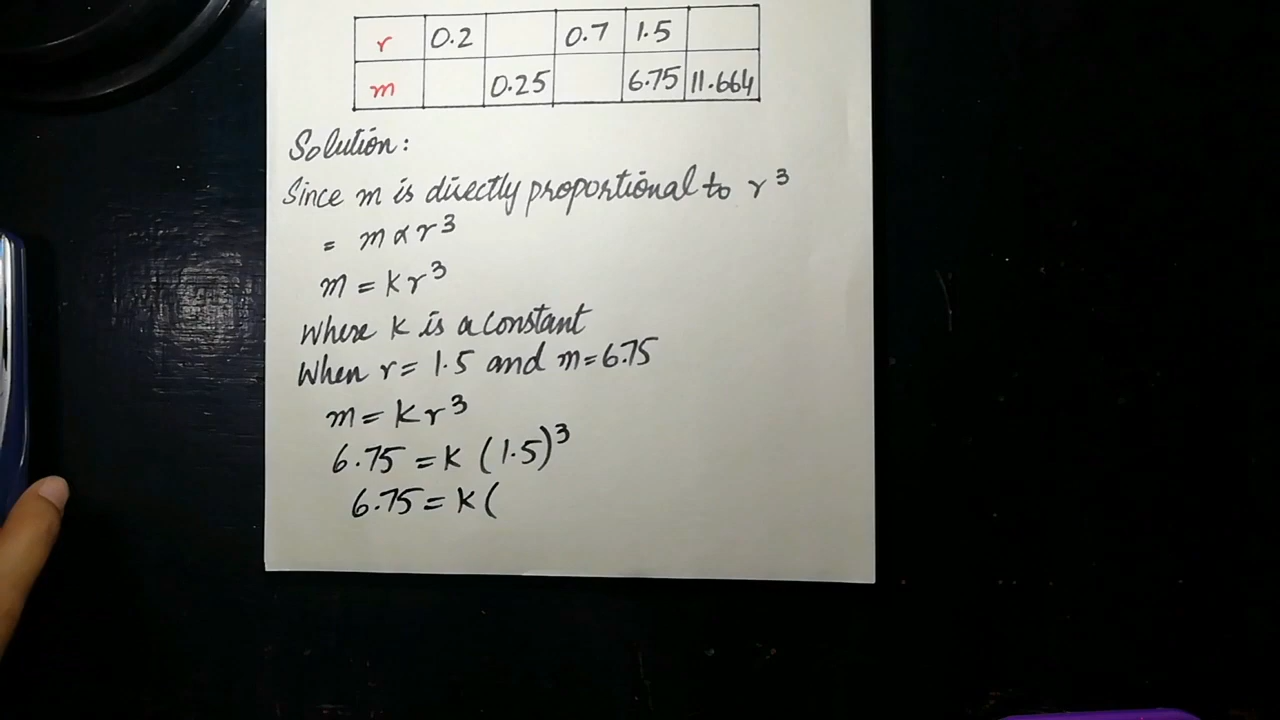 r 0.2 0.7 1.5
m 0.25 6.75 11.664
Solution:
Since m is directly proportional to r³
= m ∝ r³
m = kr³
Where k is a constant
When r = 1.5 and m = 6.75
m = kr³
6.75 = k (1.5)³
6.75 = k (